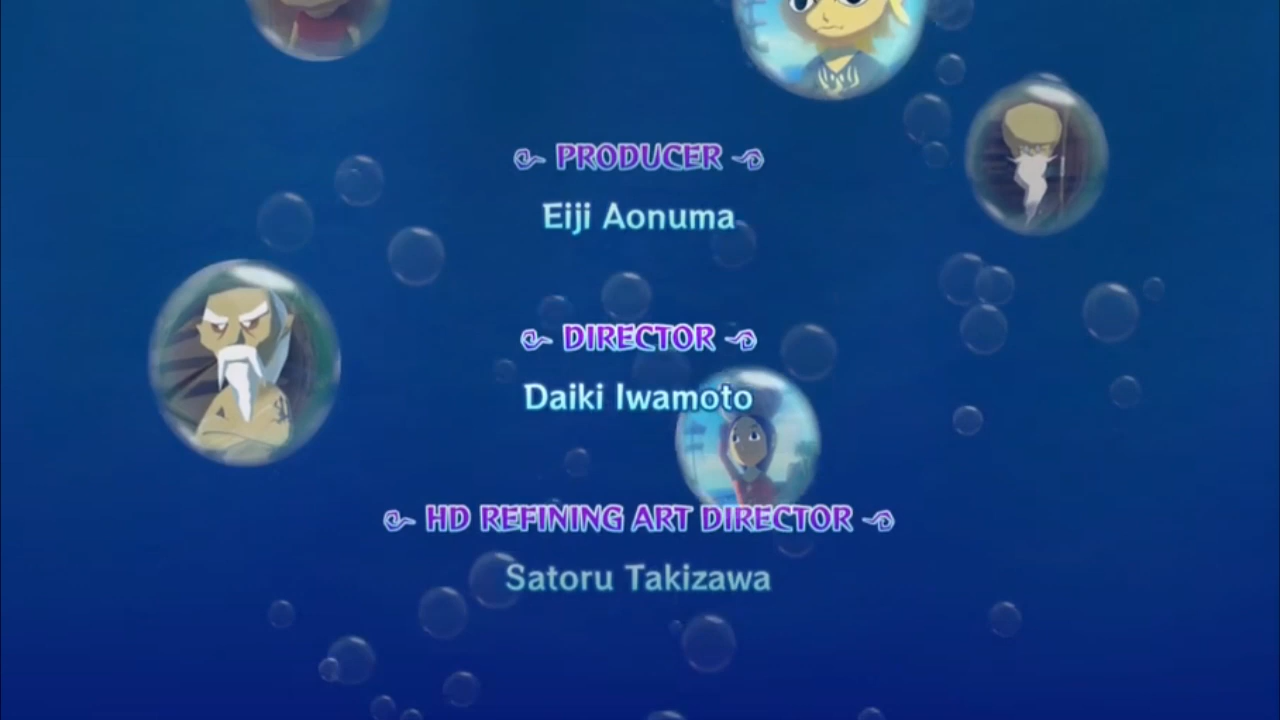 PRODUCER
Eiji Aonuma
DIRECTOR
Daiki Iwamoto
HD REFINING ART DIRECTOR
Satoru Takizawa